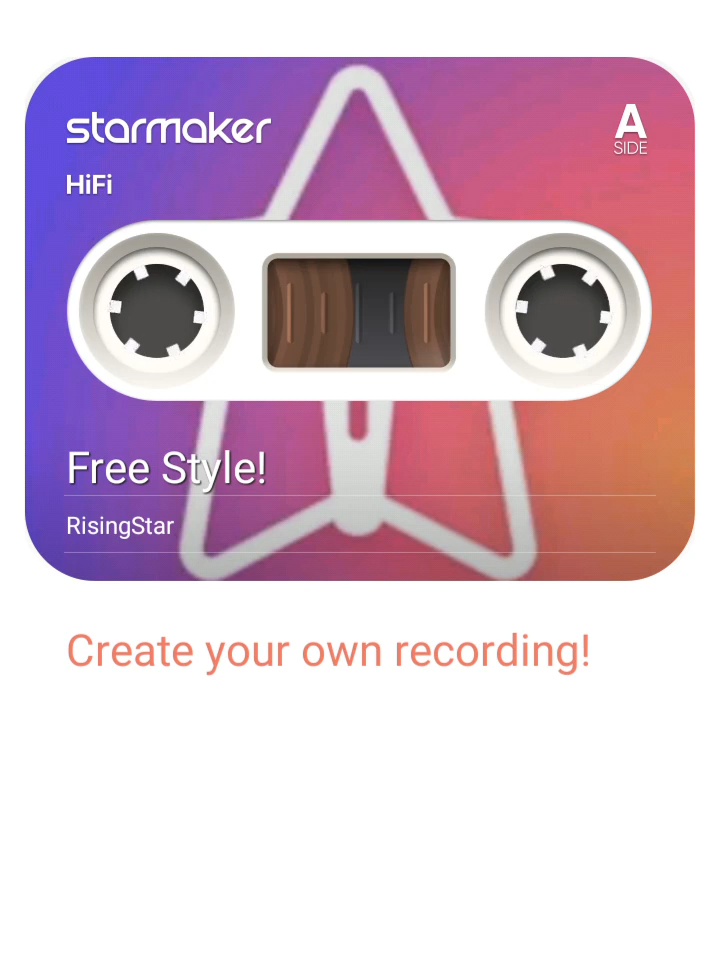 starmaker
A
SIDE
HiFi
Free Style!
RisingStar
Create your own recording!